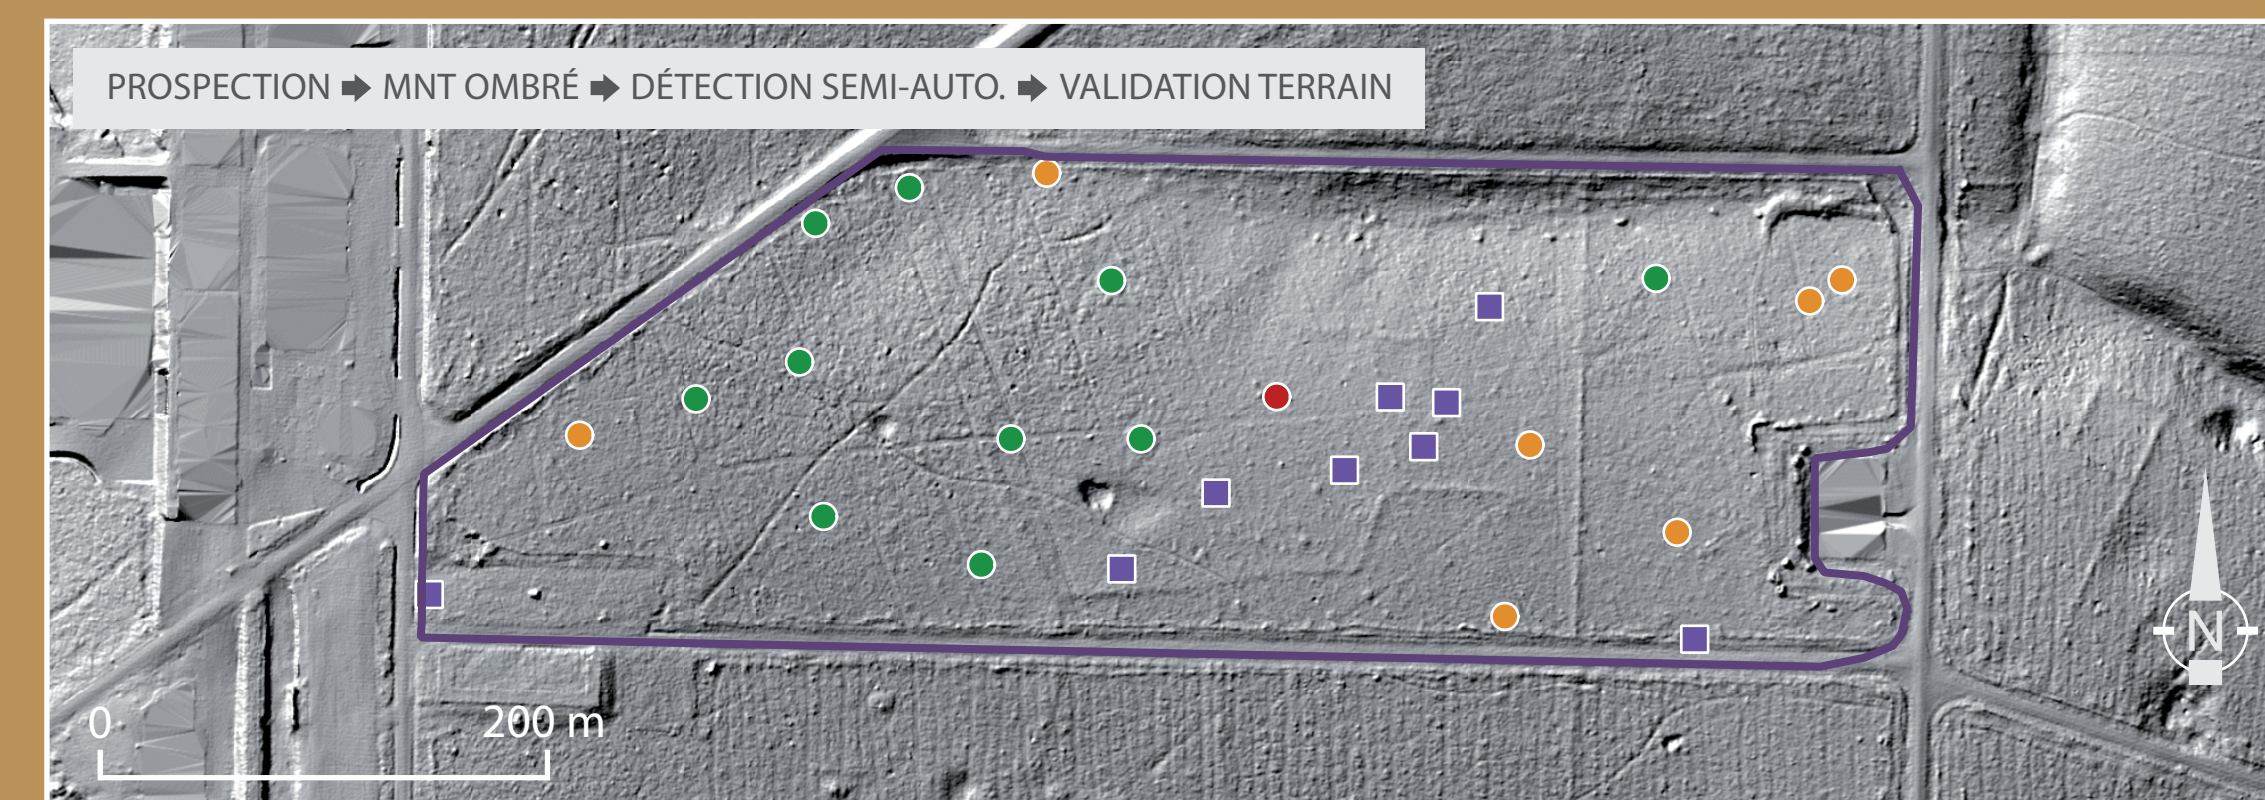 PROSPECTION ➡ MNT OMBRÉ ➡ DÉTECTION SEMI-AUTO. ➡ VALIDATION TERRAIN
N
0 200 m